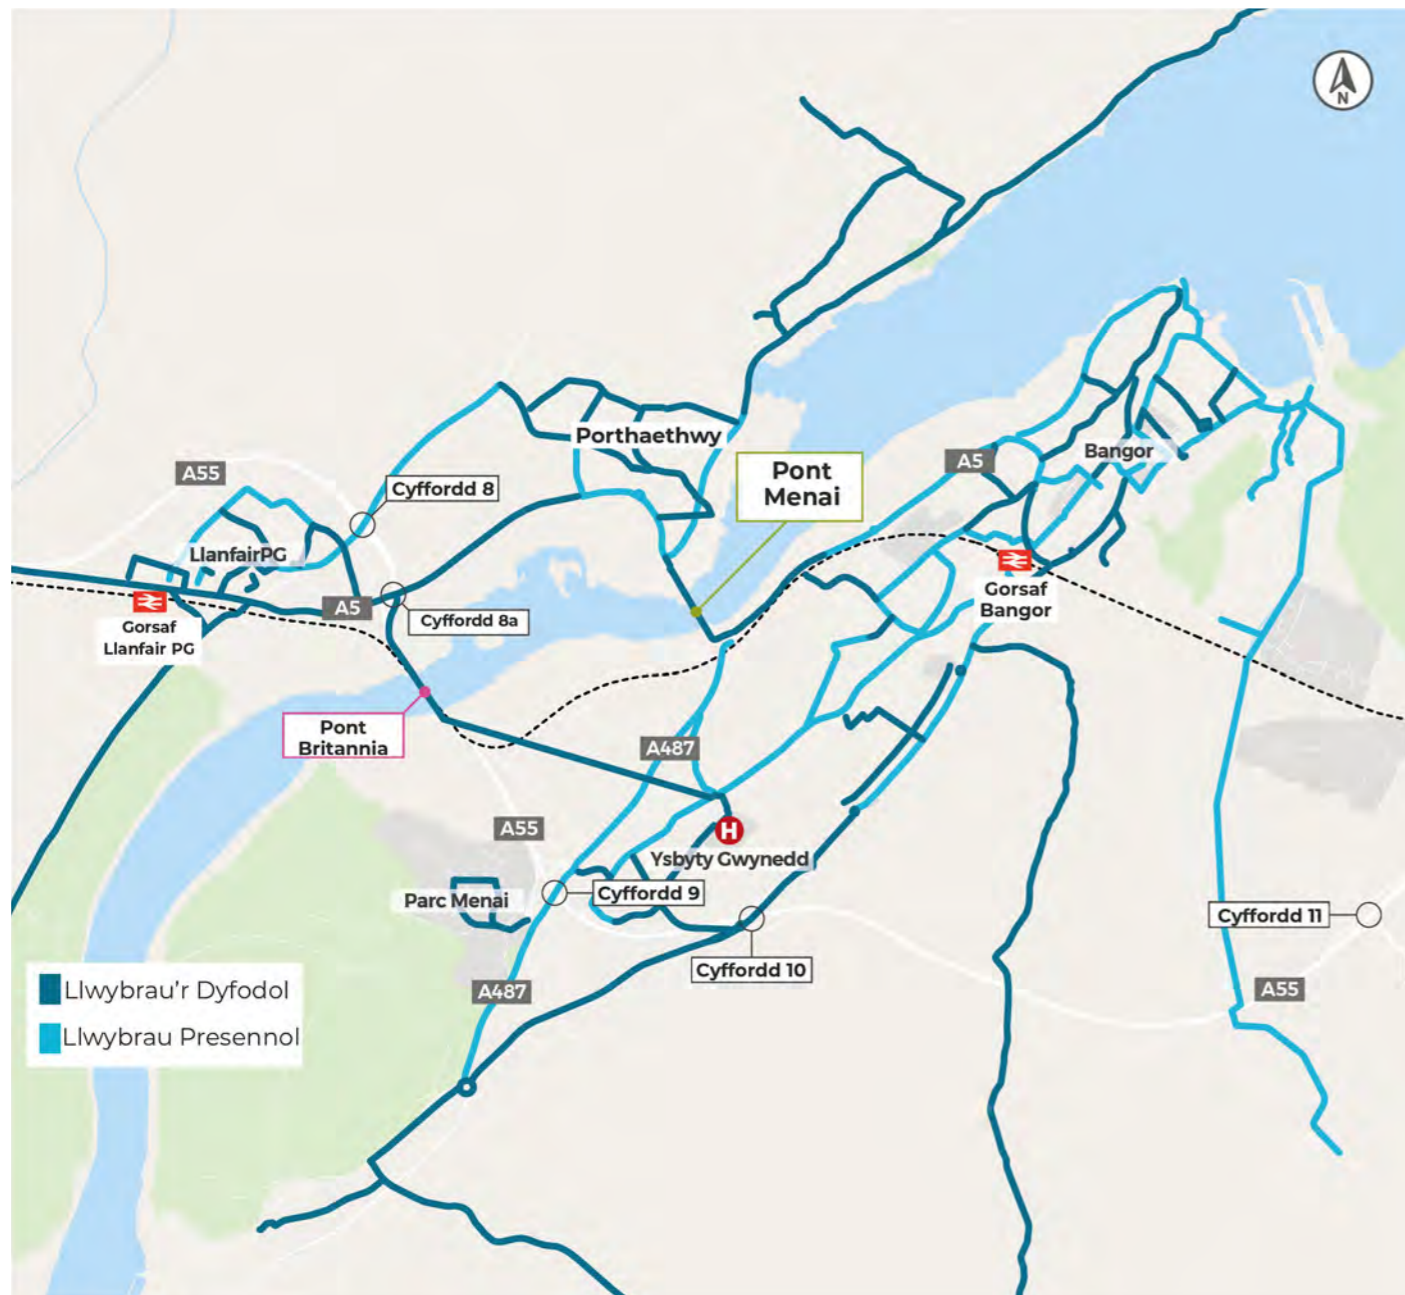 N
Porthaethwy
A5
Bangor
Pont
Menai
A55
Cyffordd 8
LlanfairPG
Gorsaf
Bangor
A5
Cyffordd 8a
Gorsaf
Llanfair PG
Pont
Britannia
A487
A55
H
Ysbyty Gwynedd
Parc Menai
Cyffordd 9
Cyffordd 11
Cyffordd 10
A487
A55
Llwybrau'r Dyfodol
Llwybrau Presennol